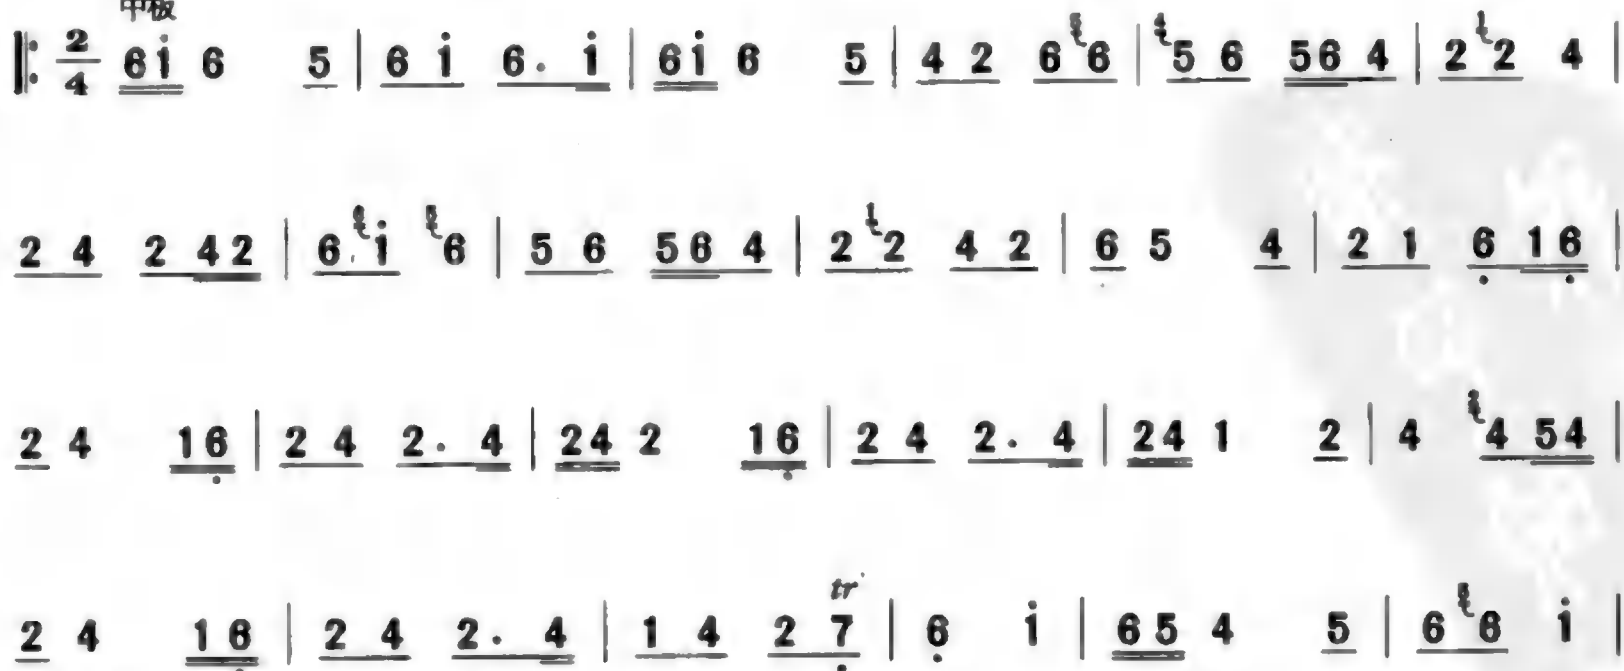 中板
‖: 2/4 6i̇ 6 5 | 6 i̇ 6. i̇ | 6i̇ 6 5 | 4 2 6 6 | 5 6 56 4 | 2 ¹2 4 |
2 4 2 42 | 6 i̇ 6 | 5 6 56 4 | 2 ¹2 4 2 | 6 5 4 | 2 1 6̣ 16̣ |
2 4 16̣ | 2 4 2. 4 | 24 2 16̣ | 2 4 2. 4 | 24 1 2 | 4 4 54 |
2 4 16̣ | 2 4 2. 4 | 1 4 2 tr 7̣ | 6̣ i̇ | 65 4 5 | 6 6 i̇ |